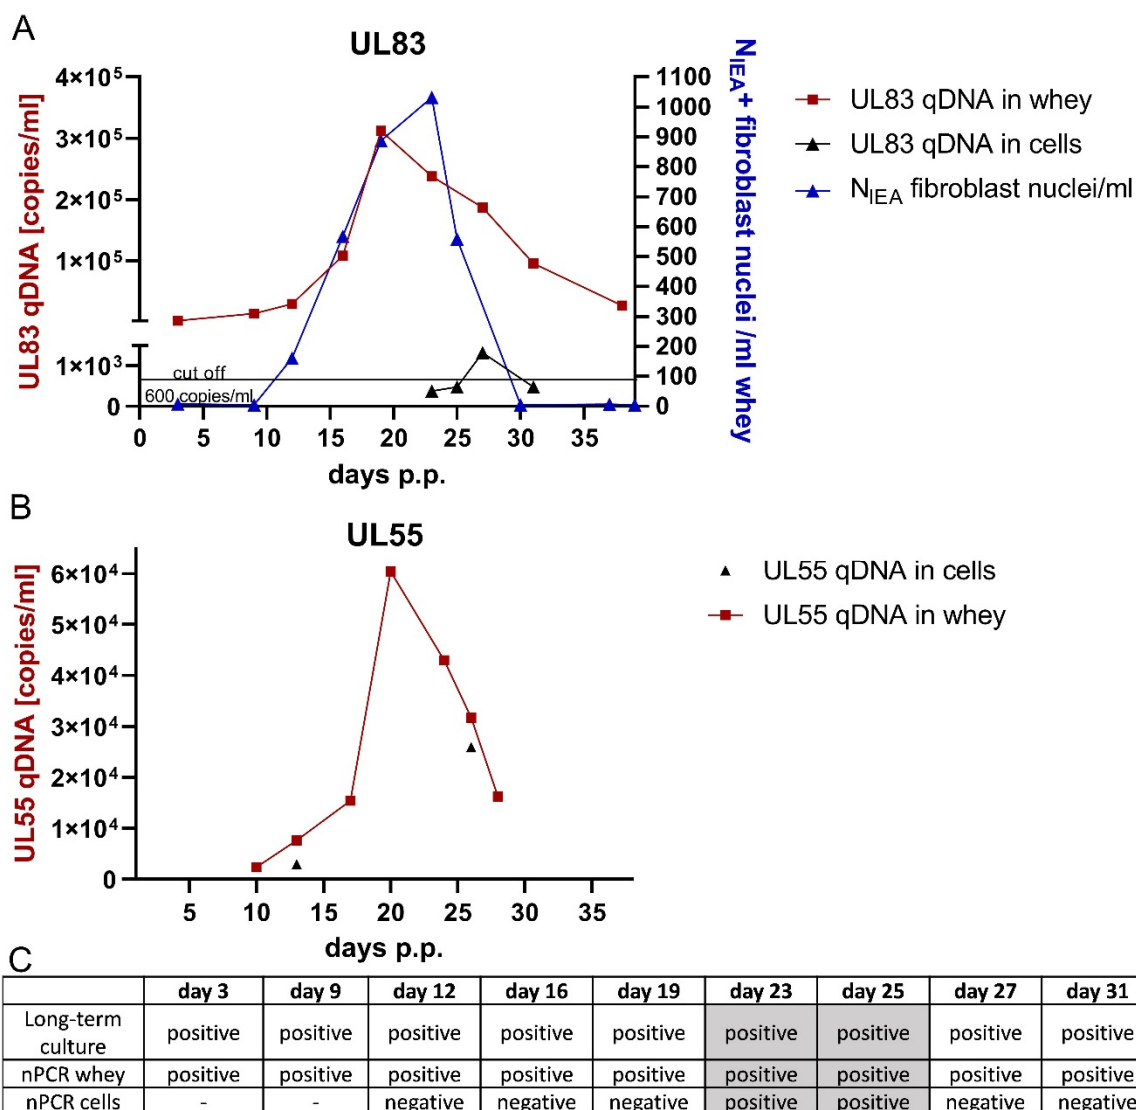 A
UL83
UL83 qDNA [copies/ml]
4×10⁵
3×10⁵
2×10⁵
1×10⁵
1×10³
0
cut off
600 copies/ml
0 5 10 15 20 25 30 35
days p.p.
1100
1000
900
800
700
600
500
400
300
200
100
0
N_IEA+ fibroblast nuclei /ml whey
UL83 qDNA in whey
UL83 qDNA in cells
N_IEA fibroblast nuclei/ml
B
UL55
UL55 qDNA [copies/ml]
6×10⁴
5×10⁴
4×10⁴
3×10⁴
2×10⁴
1×10⁴
0
5 10 15 20 25 30 35
days p.p.
UL55 qDNA in cells
UL55 qDNA in whey
C
day 3 day 9 day 12 day 16 day 19 day 23 day 25 day 27 day 31
Long-term culture positive positive positive positive positive positive positive positive positive
nPCR whey positive positive positive positive positive positive positive positive positive
nPCR cells - - negative negative negative positive positive negative negative